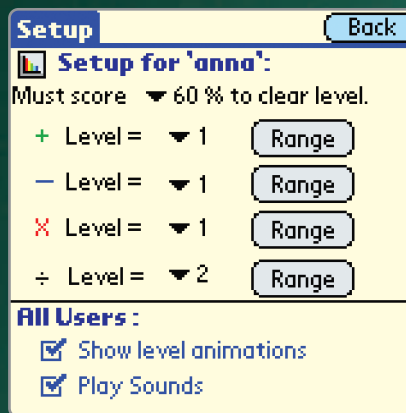 Setup
Back
Setup for 'anna':
Must score 60 % to clear level.
+ Level = 1 Range
− Level = 1 Range
X Level = 1 Range
÷ Level = 2 Range
All Users :
Show level animations
Play Sounds